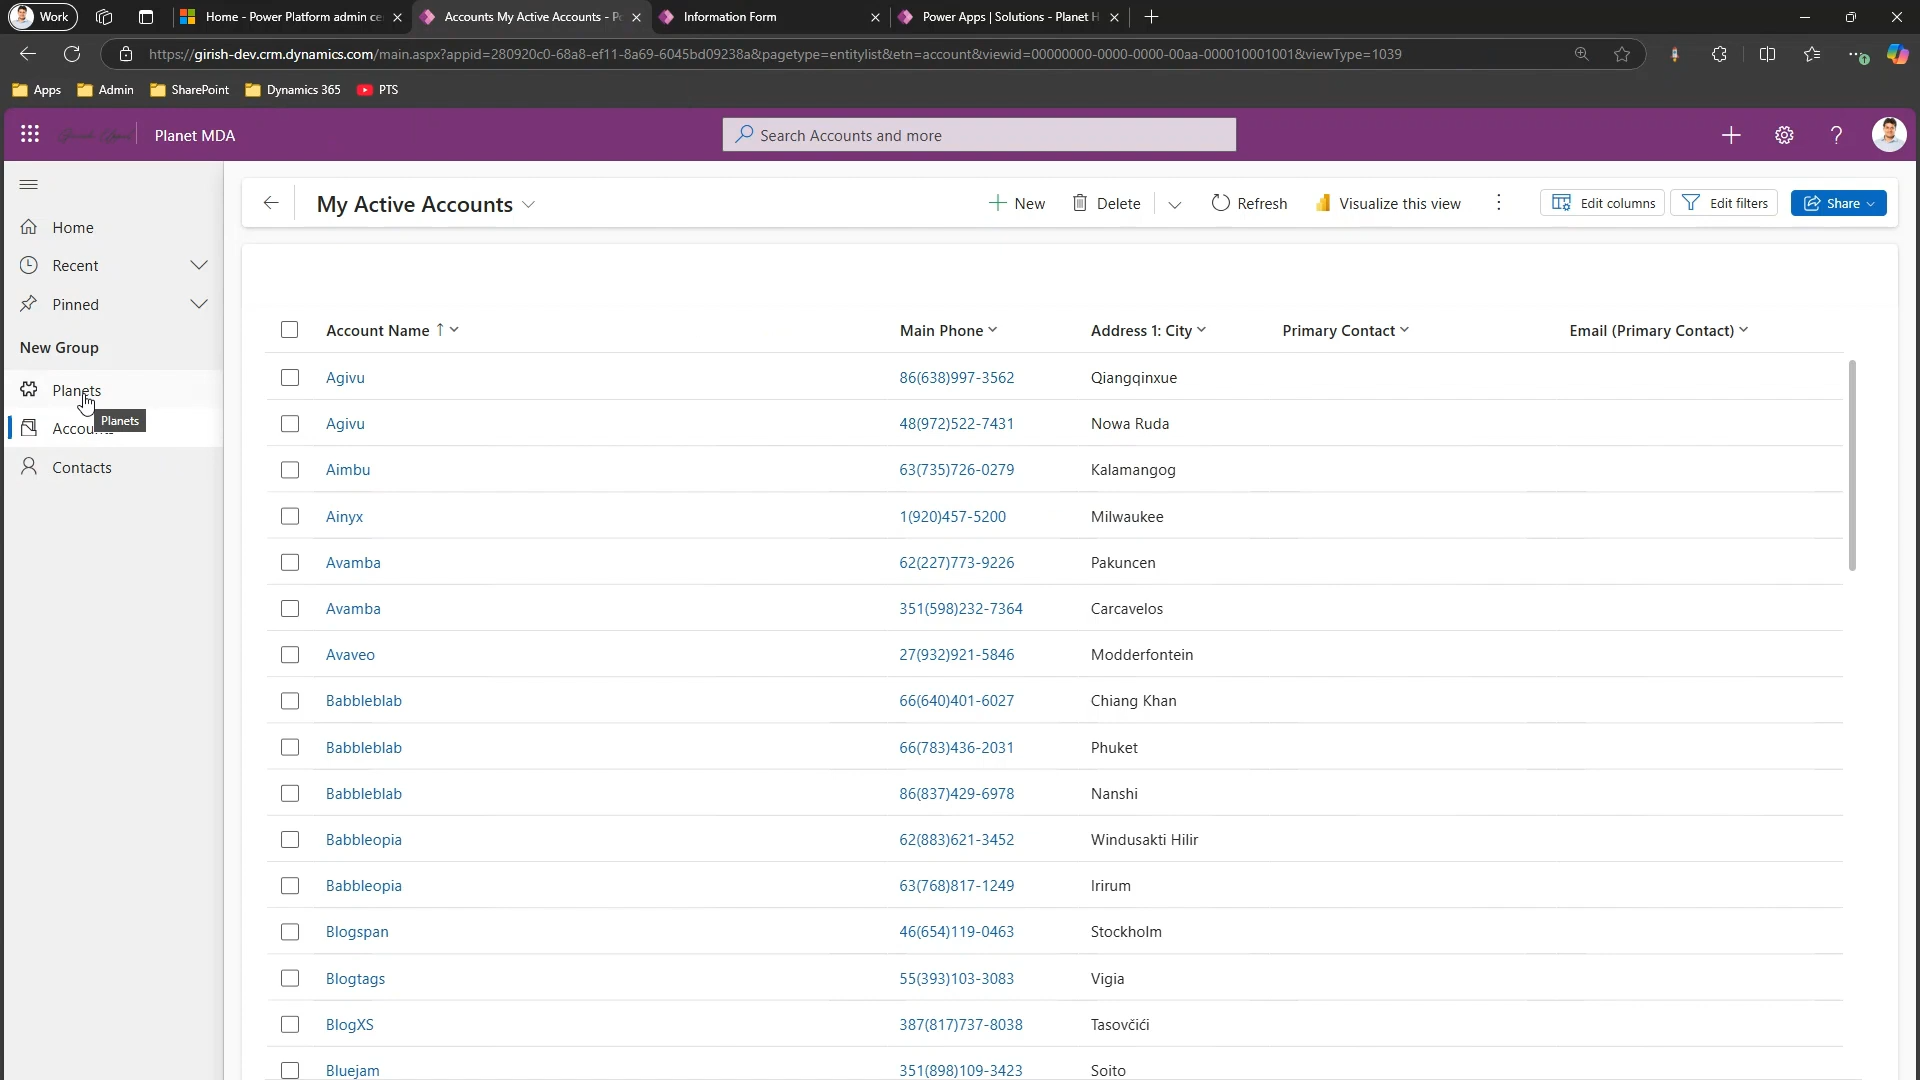 Work
Home - Power Platform admin ce
Accounts My Active Accounts - P
Information Form
Power Apps | Solutions - Planet H
https://girish-dev.crm.dynamics.com/main.aspx?appid=280920c0-68a8-ef11-8a69-6045bd09238a&pagetype=entitylist&etn=account&viewid=00000000-0000-0000-00aa-000010001001&viewType=1039
Apps
Admin
SharePoint
Dynamics 365
PTS
Planet MDA
Search Accounts and more
Home
Recent
Pinned
New Group
Planets
Planets
Accou
Contacts
My Active Accounts
New
Delete
Refresh
Visualize this view
Edit columns
Edit filters
Share
Account Name ↑ Main Phone Address 1: City Primary Contact Email (Primary Contact)
Agivu 86(638)997-3562 Qiangqinxue
Agivu 48(972)522-7431 Nowa Ruda
Aimbu 63(735)726-0279 Kalamangog
Ainyx 1(920)457-5200 Milwaukee
Avamba 62(227)773-9226 Pakuncen
Avamba 351(598)232-7364 Carcavelos
Avaveo 27(932)921-5846 Modderfontein
Babbleblab 66(640)401-6027 Chiang Khan
Babbleblab 66(783)436-2031 Phuket
Babbleblab 86(837)429-6978 Nanshi
Babbleopia 62(883)621-3452 Windusakti Hilir
Babbleopia 63(768)817-1249 Irirum
Blogspan 46(654)119-0463 Stockholm
Blogtags 55(393)103-3083 Vigia
BlogXS 387(817)737-8038 Tasovčići
Bluejam 351(898)109-3423 Soito